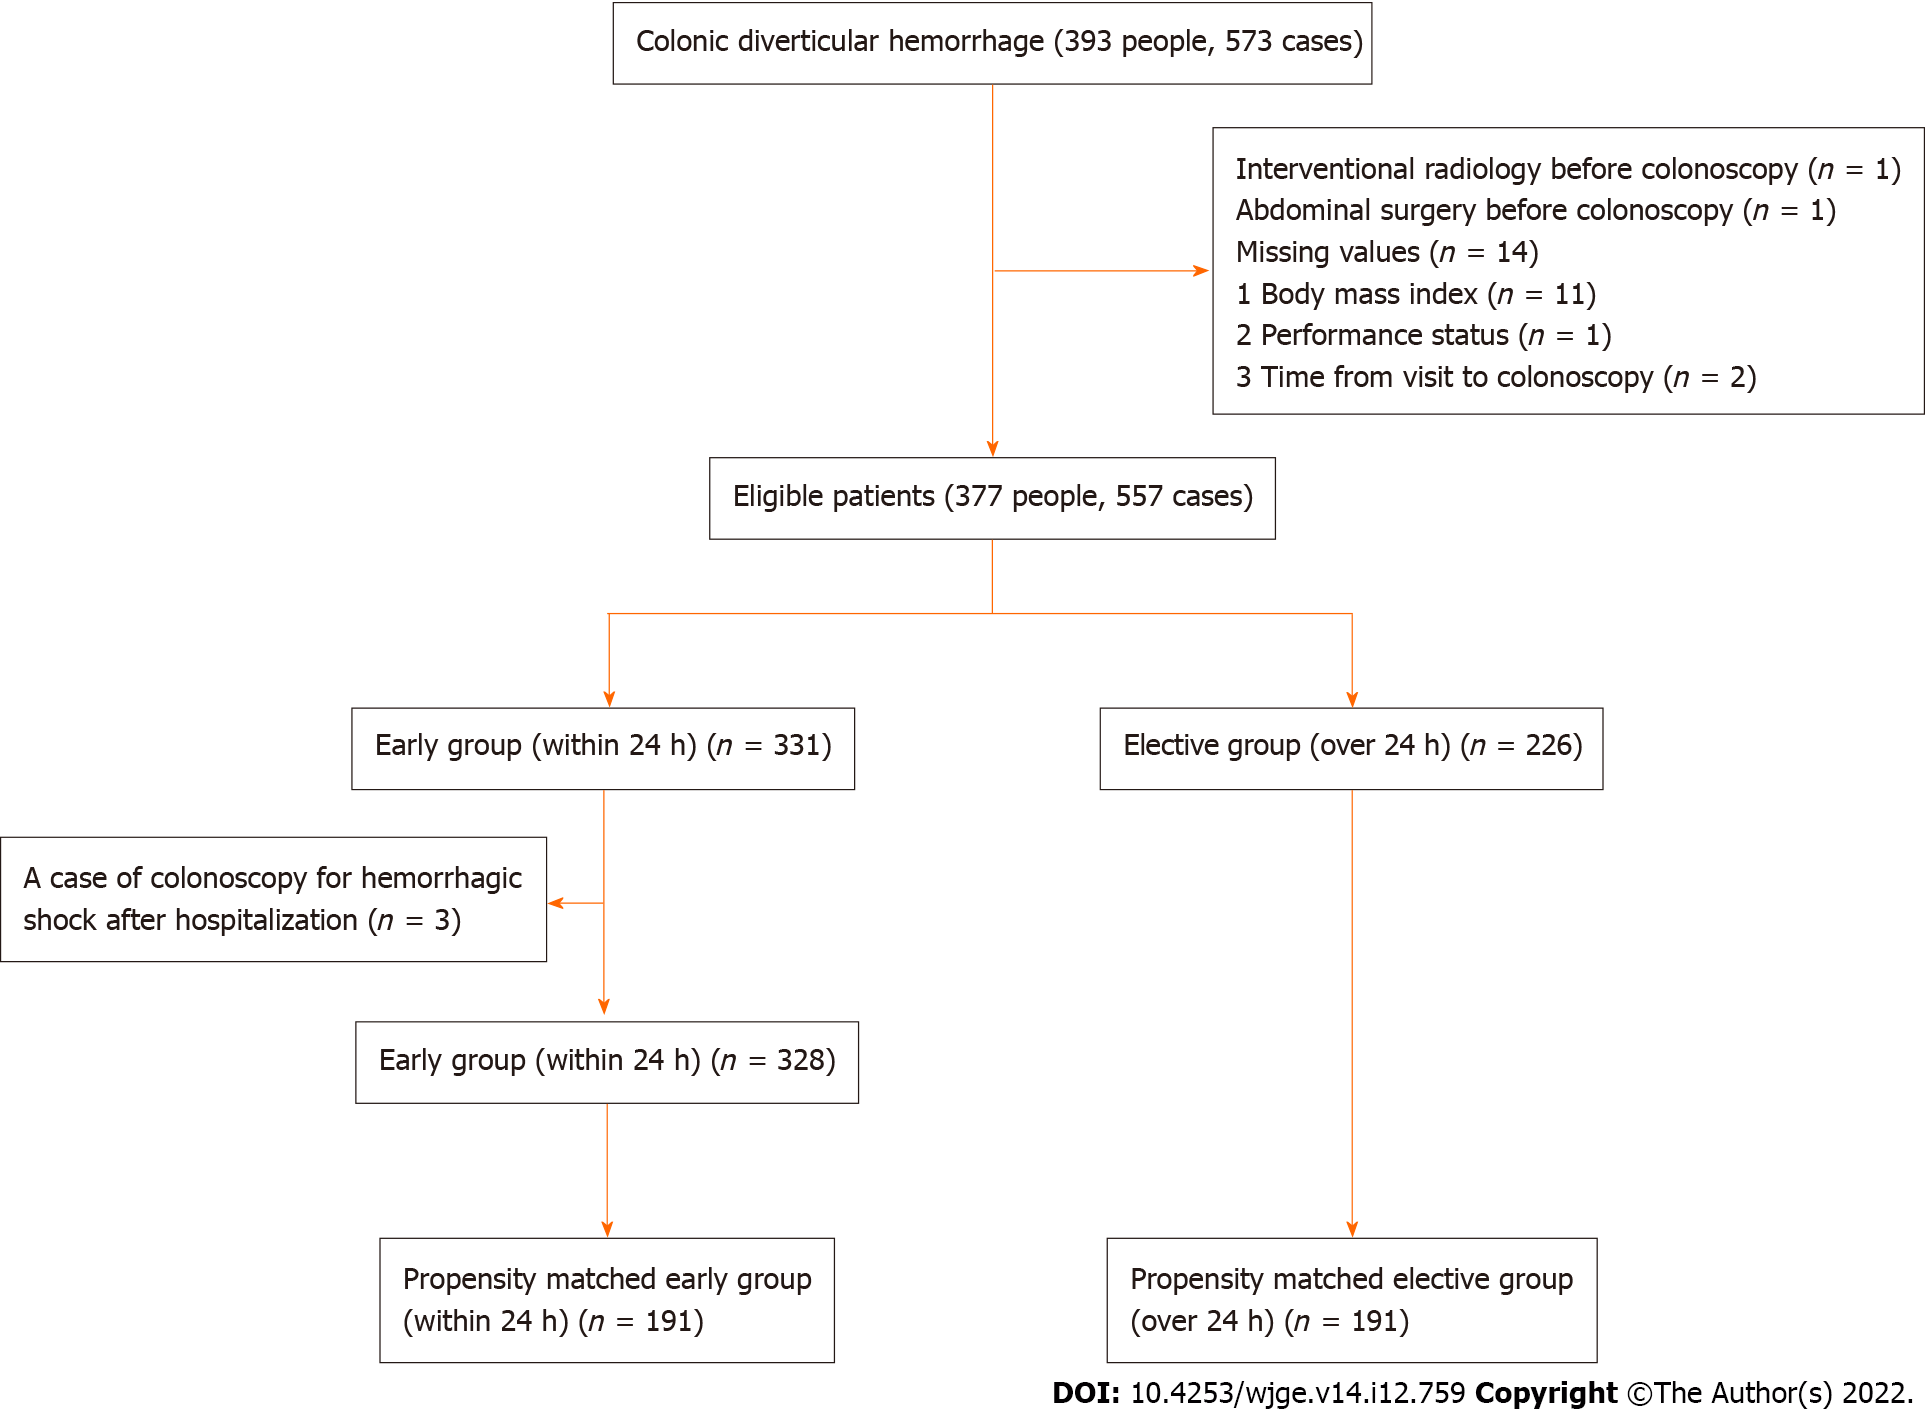 Colonic diverticular hemorrhage (393 people, 573 cases)
Interventional radiology before colonoscopy (n = 1)
Abdominal surgery before colonoscopy (n = 1)
Missing values (n = 14)
1 Body mass index (n = 11)
2 Performance status (n = 1)
3 Time from visit to colonoscopy (n = 2)
Eligible patients (377 people, 557 cases)
Early group (within 24 h) (n = 331)
Elective group (over 24 h) (n = 226)
A case of colonoscopy for hemorrhagic
shock after hospitalization (n = 3)
Early group (within 24 h) (n = 328)
Propensity matched early group
(within 24 h) (n = 191)
Propensity matched elective group
(over 24 h) (n = 191)
DOI: 10.4253/wjge.v14.i12.759 Copyright ©The Author(s) 2022.